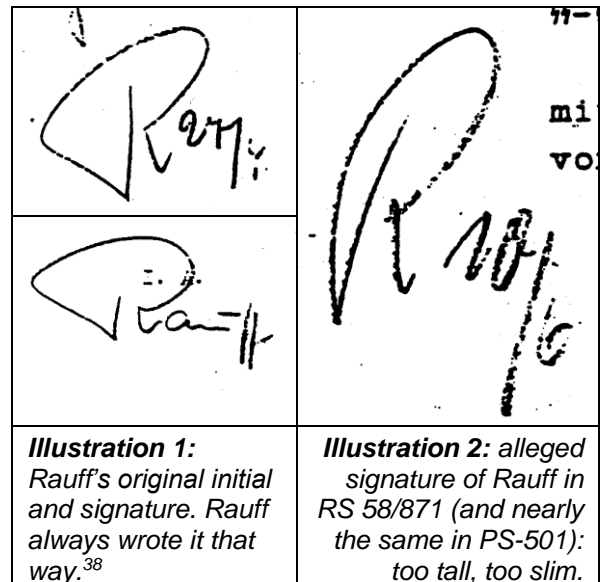 R
Rauff
mi
R
Illustration 1:
Rauff’s original initial
and signature. Rauff
always wrote it that
way.38
Illustration 2: alleged
signature of Rauff in
RS 58/871 (and nearly
the same in PS-501):
too tall, too slim.